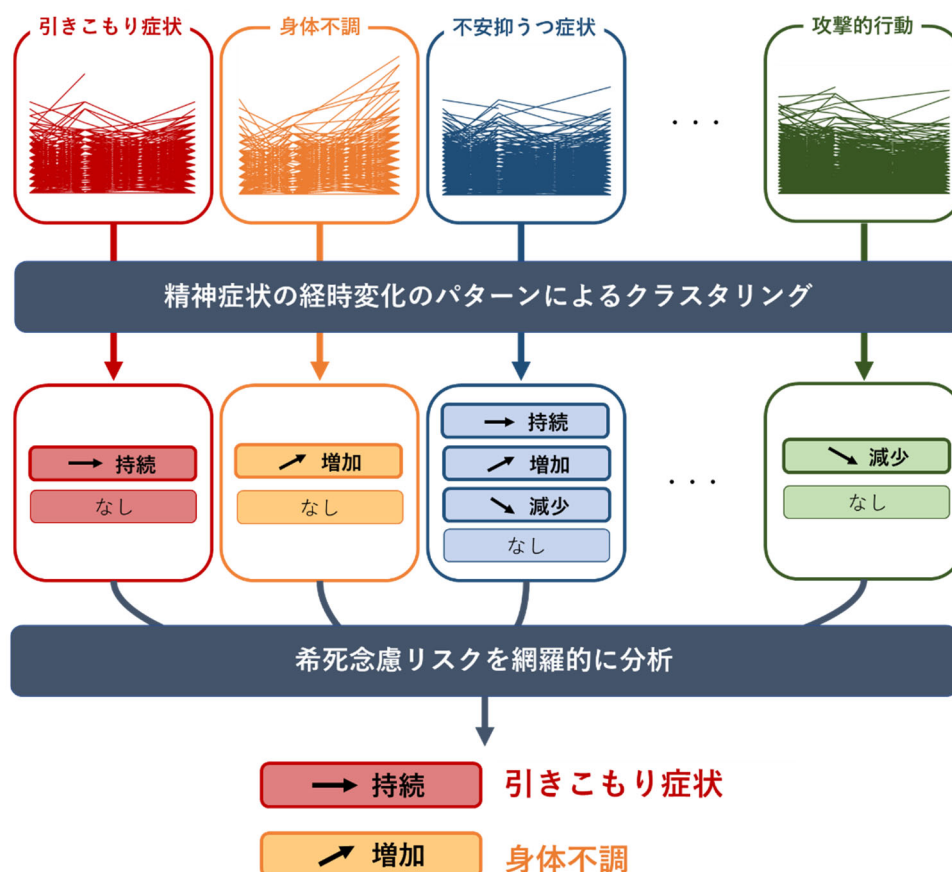 引きこもり症状
身体不調
不安抑うつ症状
・・・
攻撃的行動
精神症状の経時変化のパターンによるクラスタリング
→ 持続
なし
↗ 増加
なし
→ 持続
↗ 増加
↘ 減少
なし
・・・
↘ 減少
なし
希死念慮リスクを網羅的に分析
→ 持続 引きこもり症状
↗ 増加 身体不調